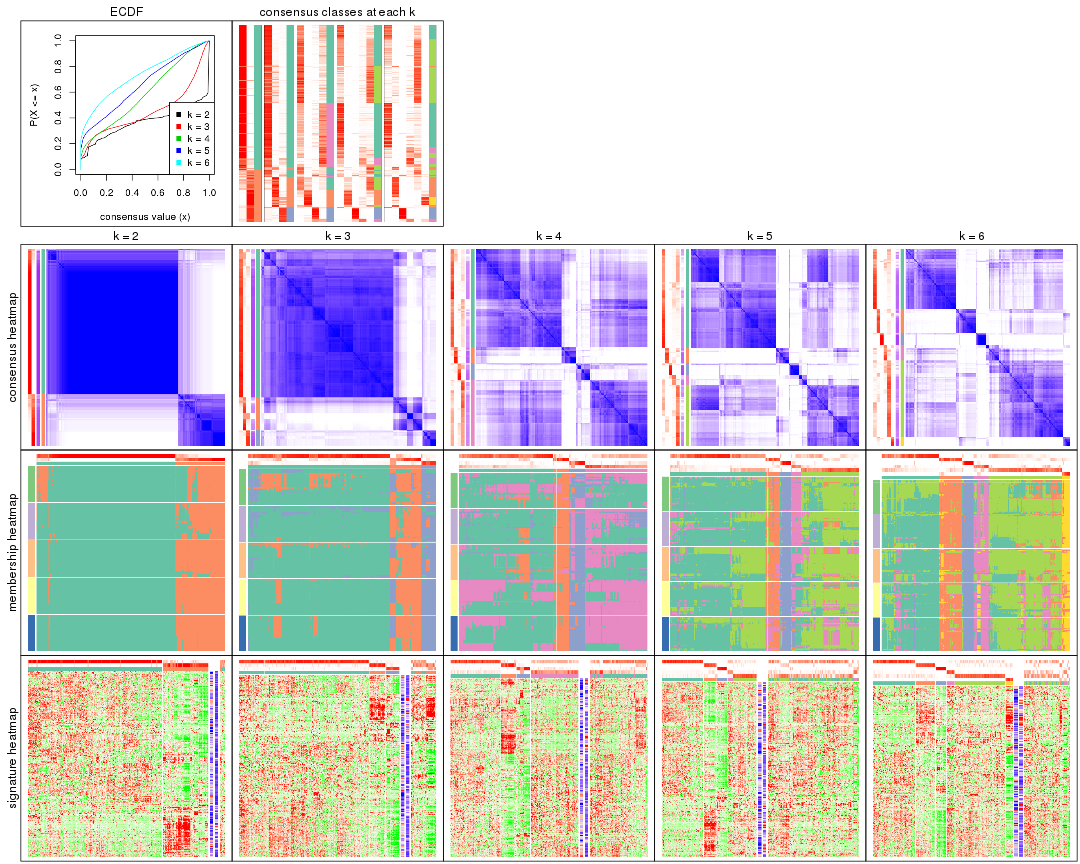 ECDF
consensus classes at each k
P(X <= x)
0.0 0.2 0.4 0.6 0.8 1.0
k = 2
k = 3
k = 4
k = 5
k = 6
0.0 0.2 0.4 0.6 0.8 1.0
consensus value (x)
k = 2
k = 3
k = 4
k = 5
k = 6
consensus heatmap
membership heatmap
signature heatmap